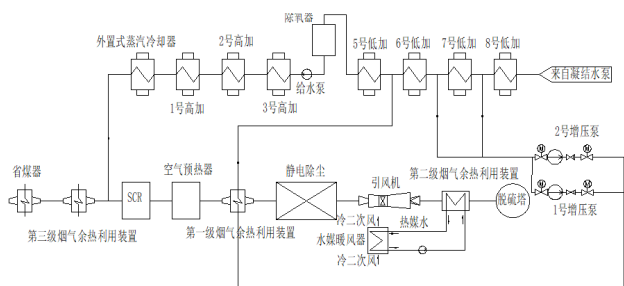 除氧器
外置式蒸汽冷却器
2号高加
5号低加
6号低加
7号低加
8号低加
来自凝结水泵
给水泵
1号高加
3号高加
2号增压泵
省煤器
空气预热器
静电除尘
引风机
第二级烟气余热利用装置
SCR
脱硫塔
冷二次风
热媒水
1号增压泵
第三级烟气余热利用装置
第一级烟气余热利用装置
水媒暖风器
冷二次风